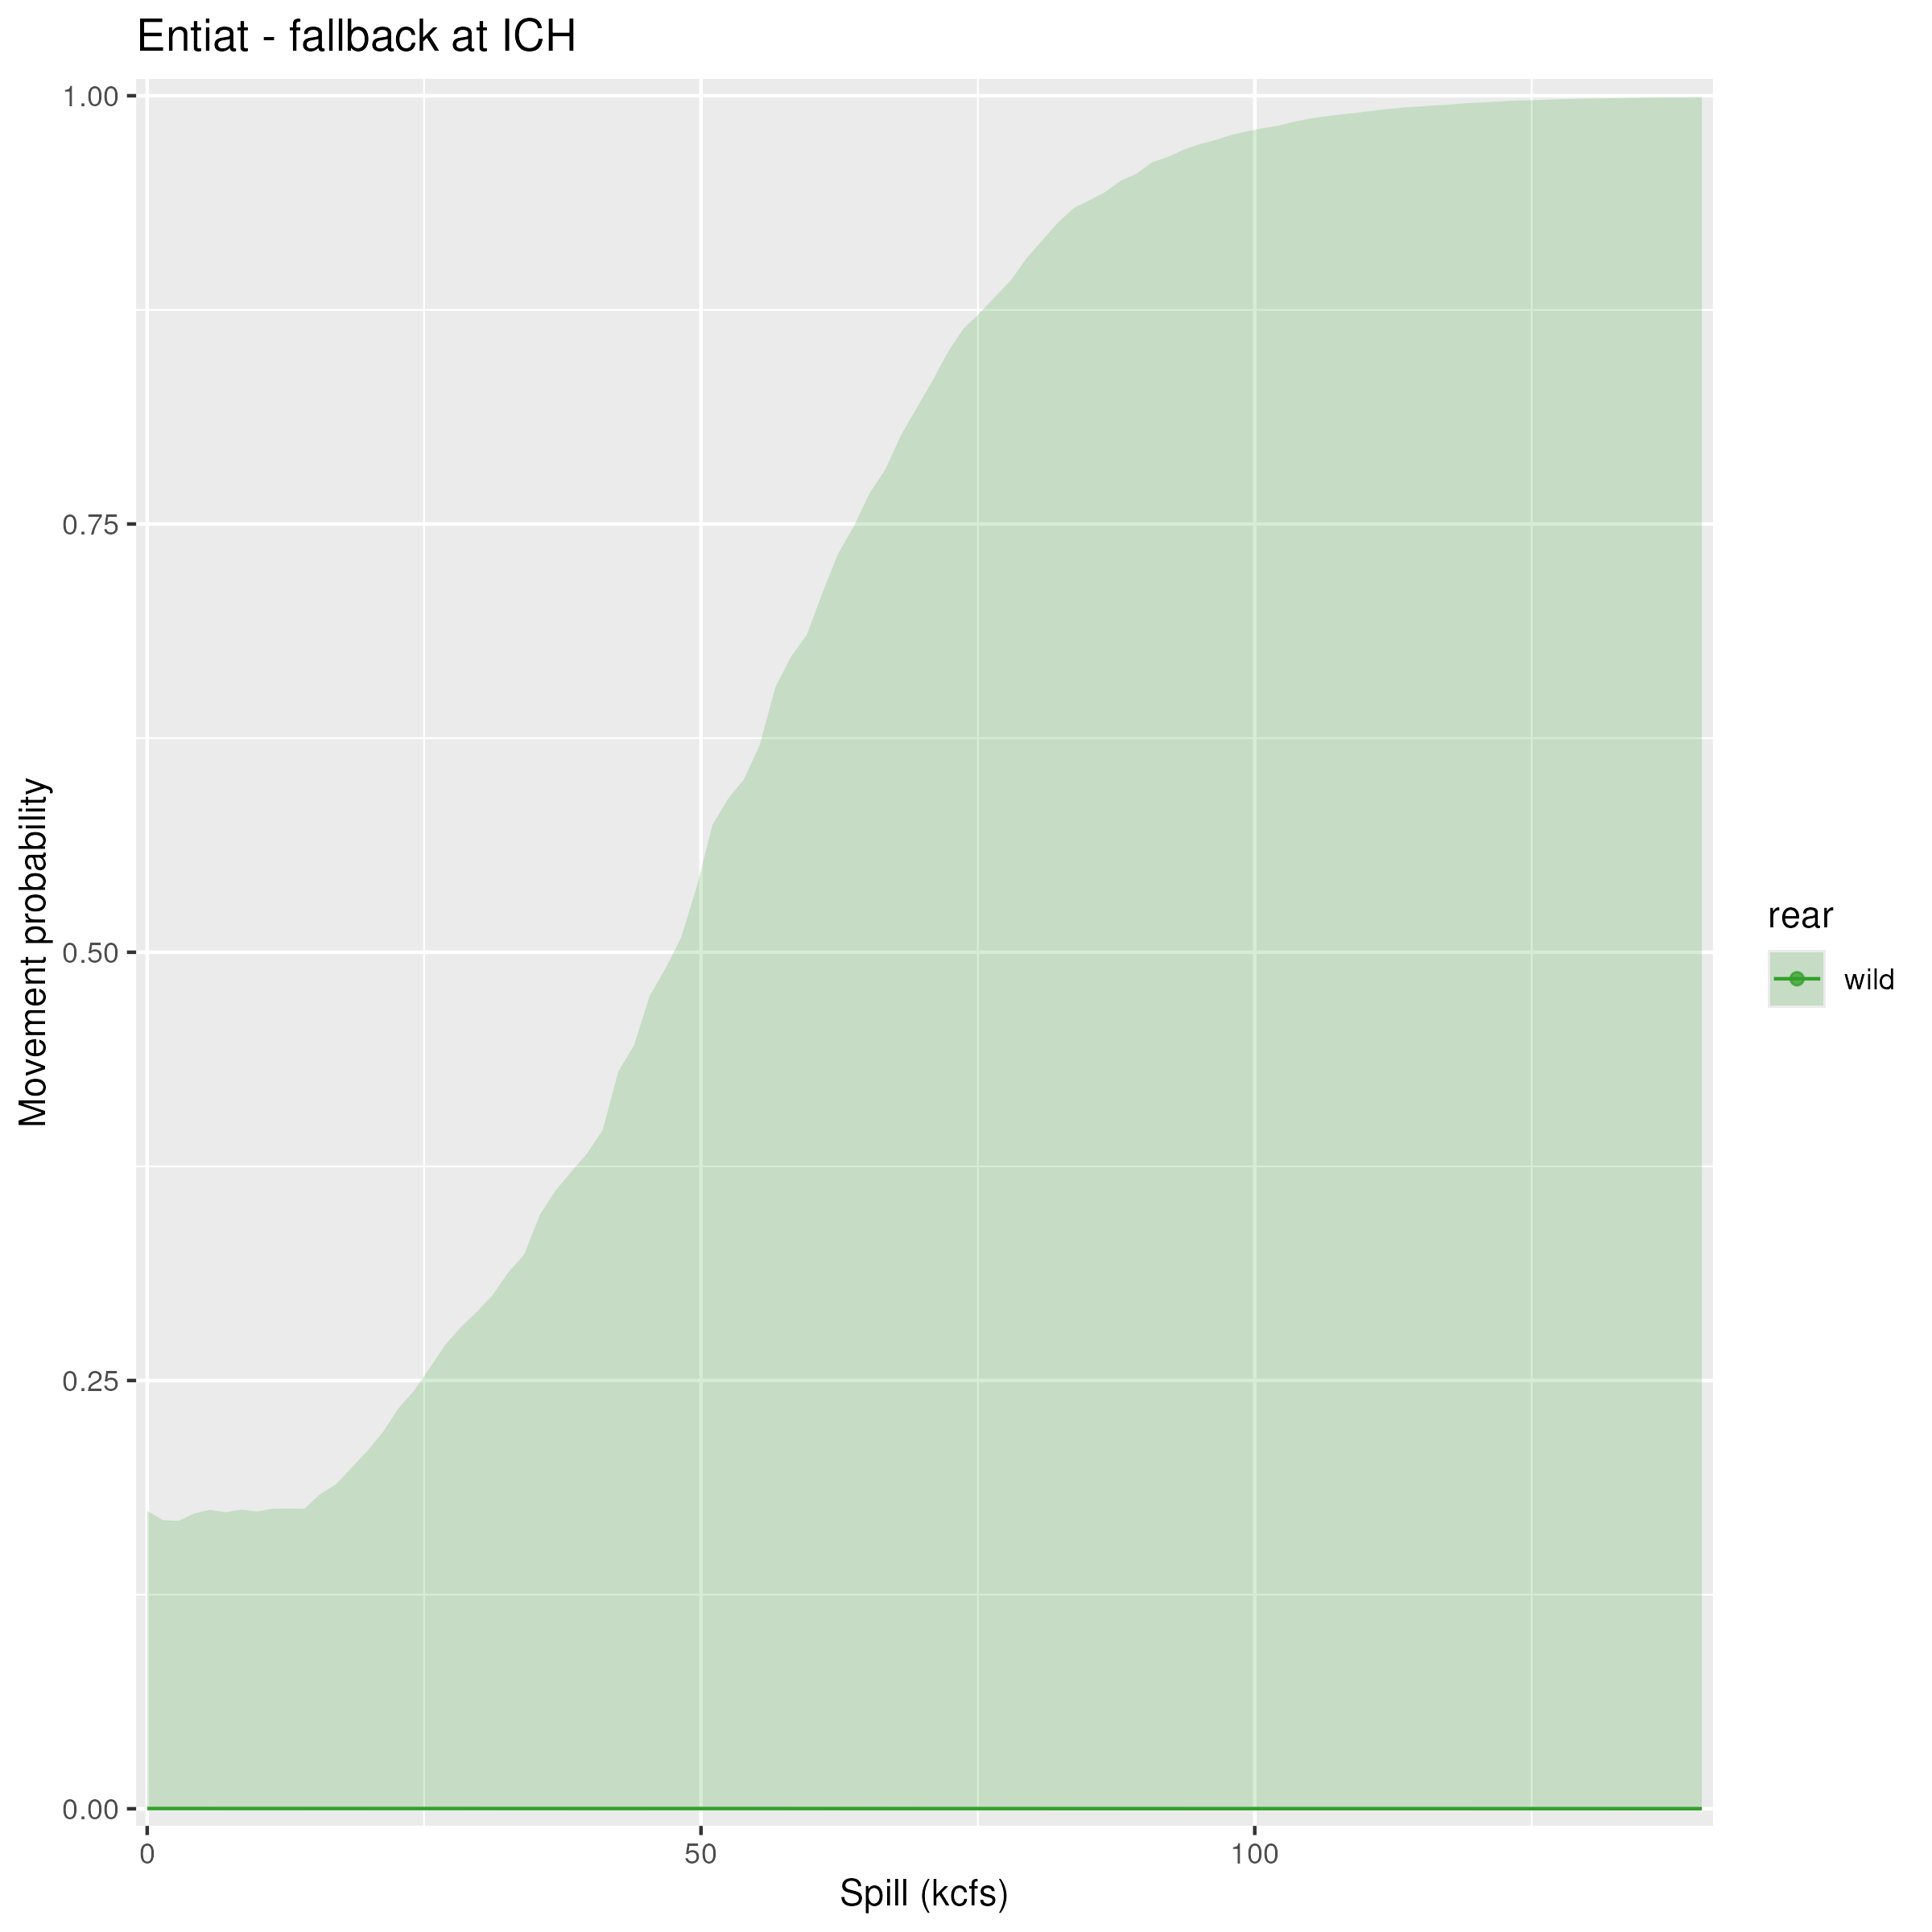 Entiat - fallback at ICH
1.00
0.75
0.50
0.25
0.00
Movement probability
0
50
100
Spill (kcfs)
rear
wild